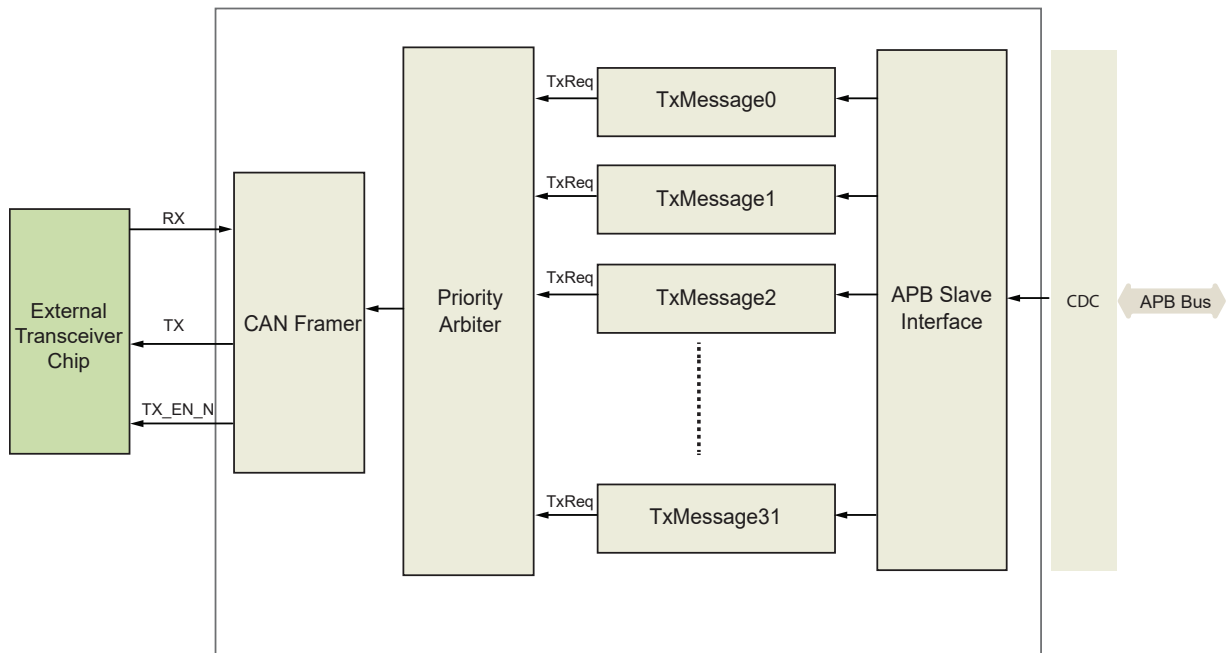 External
Transceiver
Chip
RX
TX
TX_EN_N
CAN Framer
Priority
Arbiter
TxReq
TxMessage0
TxReq
TxMessage1
TxReq
TxMessage2
TxReq
TxMessage31
APB Slave
Interface
CDC
APB Bus